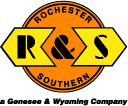 ROCHESTER
R & S
SOUTHERN
a Genesee & Wyoming Company